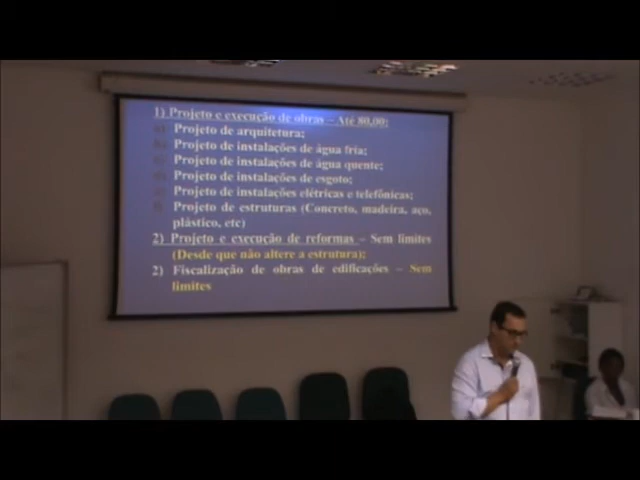 1) Projeto e execução de obras – Até 80,00;
a) Projeto de arquitetura;
b) Projeto de instalações de água fria;
c) Projeto de instalações de água quente;
d) Projeto de instalações de esgoto;
e) Projeto de instalações elétricas e telefônicas;
f) Projeto de estruturas (Concreto, madeira, aço,
plástico, etc)
2) Projeto e execução de reformas – Sem limites
(Desde que não altere a estrutura);
2) Fiscalização de obras de edificações – Sem
limites